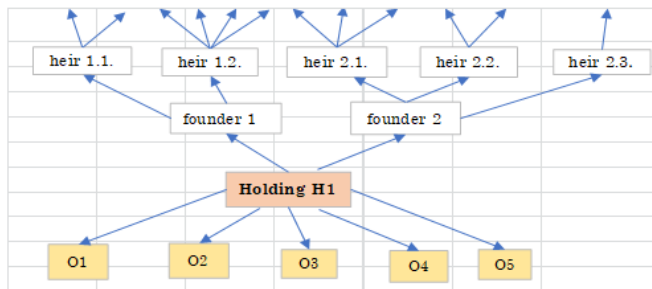 heir 1.1.
heir 1.2.
heir 2.1.
heir 2.2.
heir 2.3.
founder 1
founder 2
Holding H1
O1
O2
O3
O4
O5